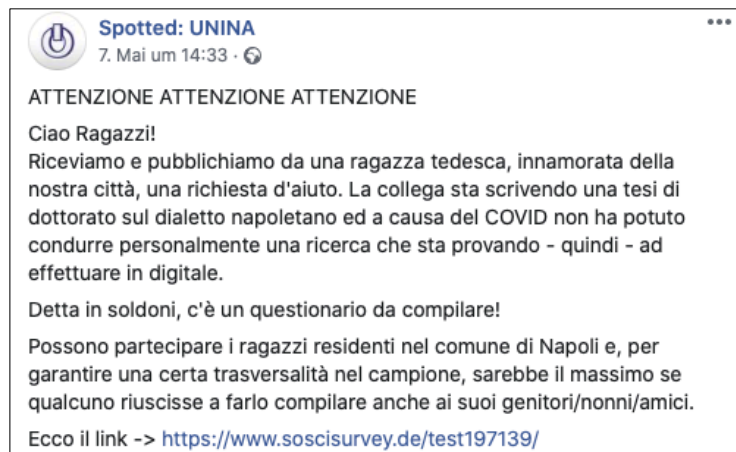 Spotted: UNINA
7. Mai um 14:33 ·
ATTENZIONE ATTENZIONE ATTENZIONE
Ciao Ragazzi!
Riceviamo e pubblichiamo da una ragazza tedesca, innamorata della
nostra città, una richiesta d'aiuto. La collega sta scrivendo una tesi di
dottorato sul dialetto napoletano ed a causa del COVID non ha potuto
condurre personalmente una ricerca che sta provando - quindi - ad
effettuare in digitale.
Detta in soldoni, c'è un questionario da compilare!
Possono partecipare i ragazzi residenti nel comune di Napoli e, per
garantire una certa trasversalità nel campione, sarebbe il massimo se
qualcuno riuscisse a farlo compilare anche ai suoi genitori/nonni/amici.
Ecco il link -> https://www.soscisurvey.de/test197139/